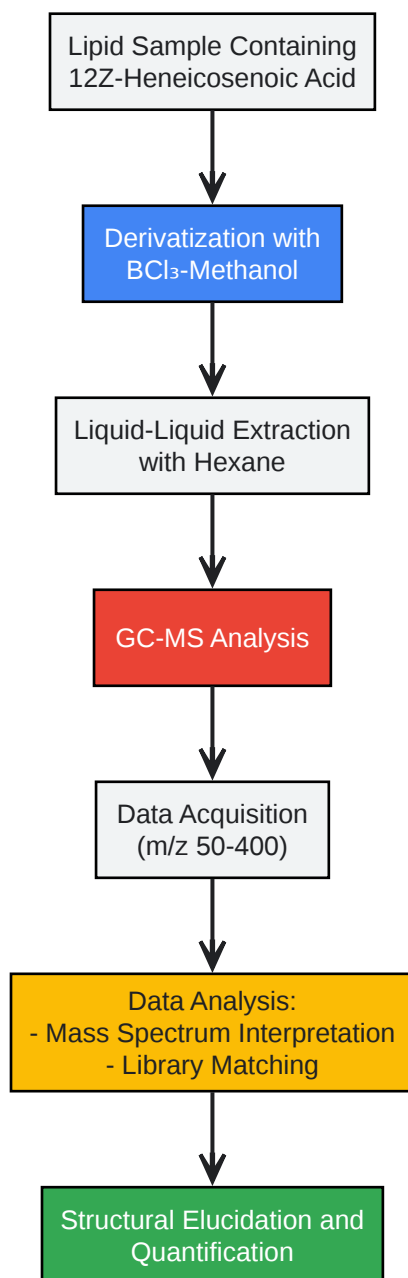 Lipid Sample Containing
12Z-Heneicosenoic Acid
Derivatization with
BCl₃-Methanol
Liquid-Liquid Extraction
with Hexane
GC-MS Analysis
Data Acquisition
(m/z 50-400)
Data Analysis:
- Mass Spectrum Interpretation
- Library Matching
Structural Elucidation and
Quantification